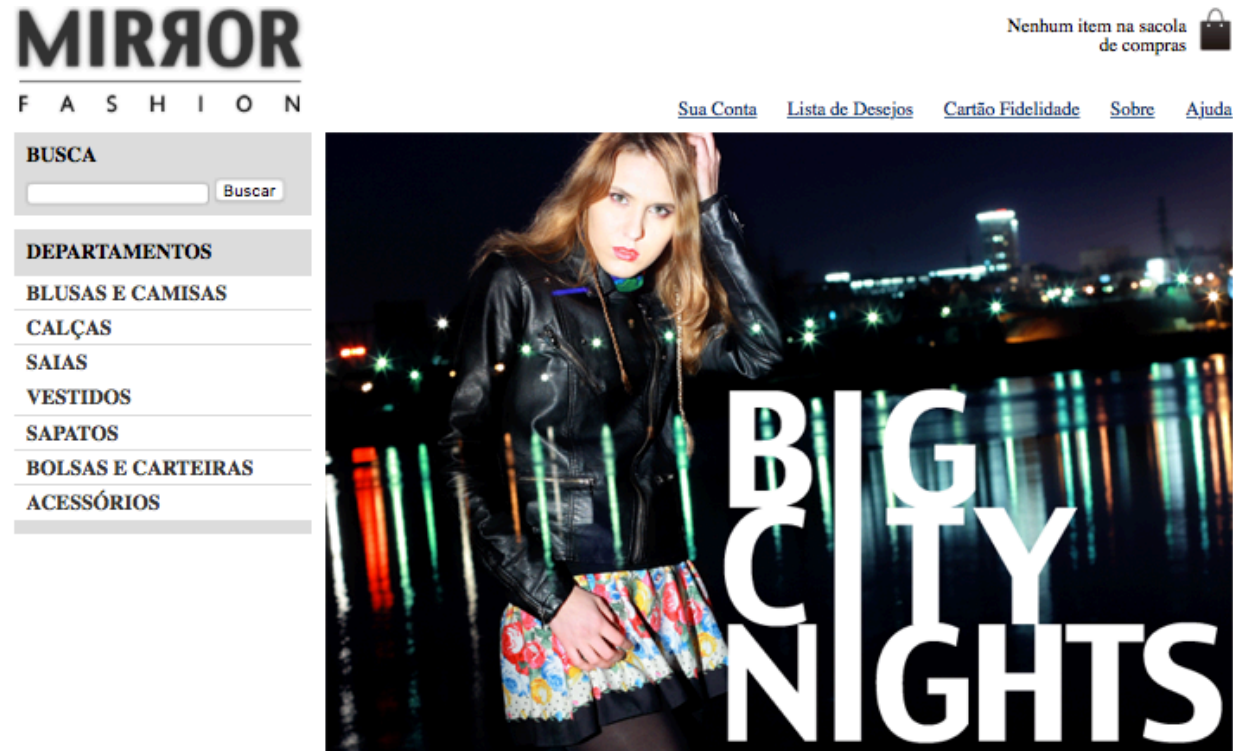 MIRROR
FASHION
Nenhum item na sacola
de compras
Sua Conta Lista de Desejos Cartão Fidelidade Sobre Ajuda
BUSCA
Buscar
DEPARTAMENTOS
BLUSAS E CAMISAS
CALÇAS
SAIAS
VESTIDOS
SAPATOS
BOLSAS E CARTEIRAS
ACESSÓRIOS
BIG
CITY
NIGHTS